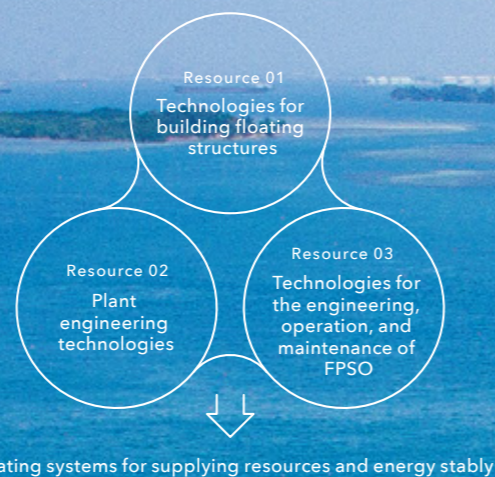 Resource 01
Technologies for
building floating
structures
Resource 02
Plant
engineering
technologies
Resource 03
Technologies for
the engineering,
operation, and
maintenance of
FPSO
systems for supplying resources and energy stably